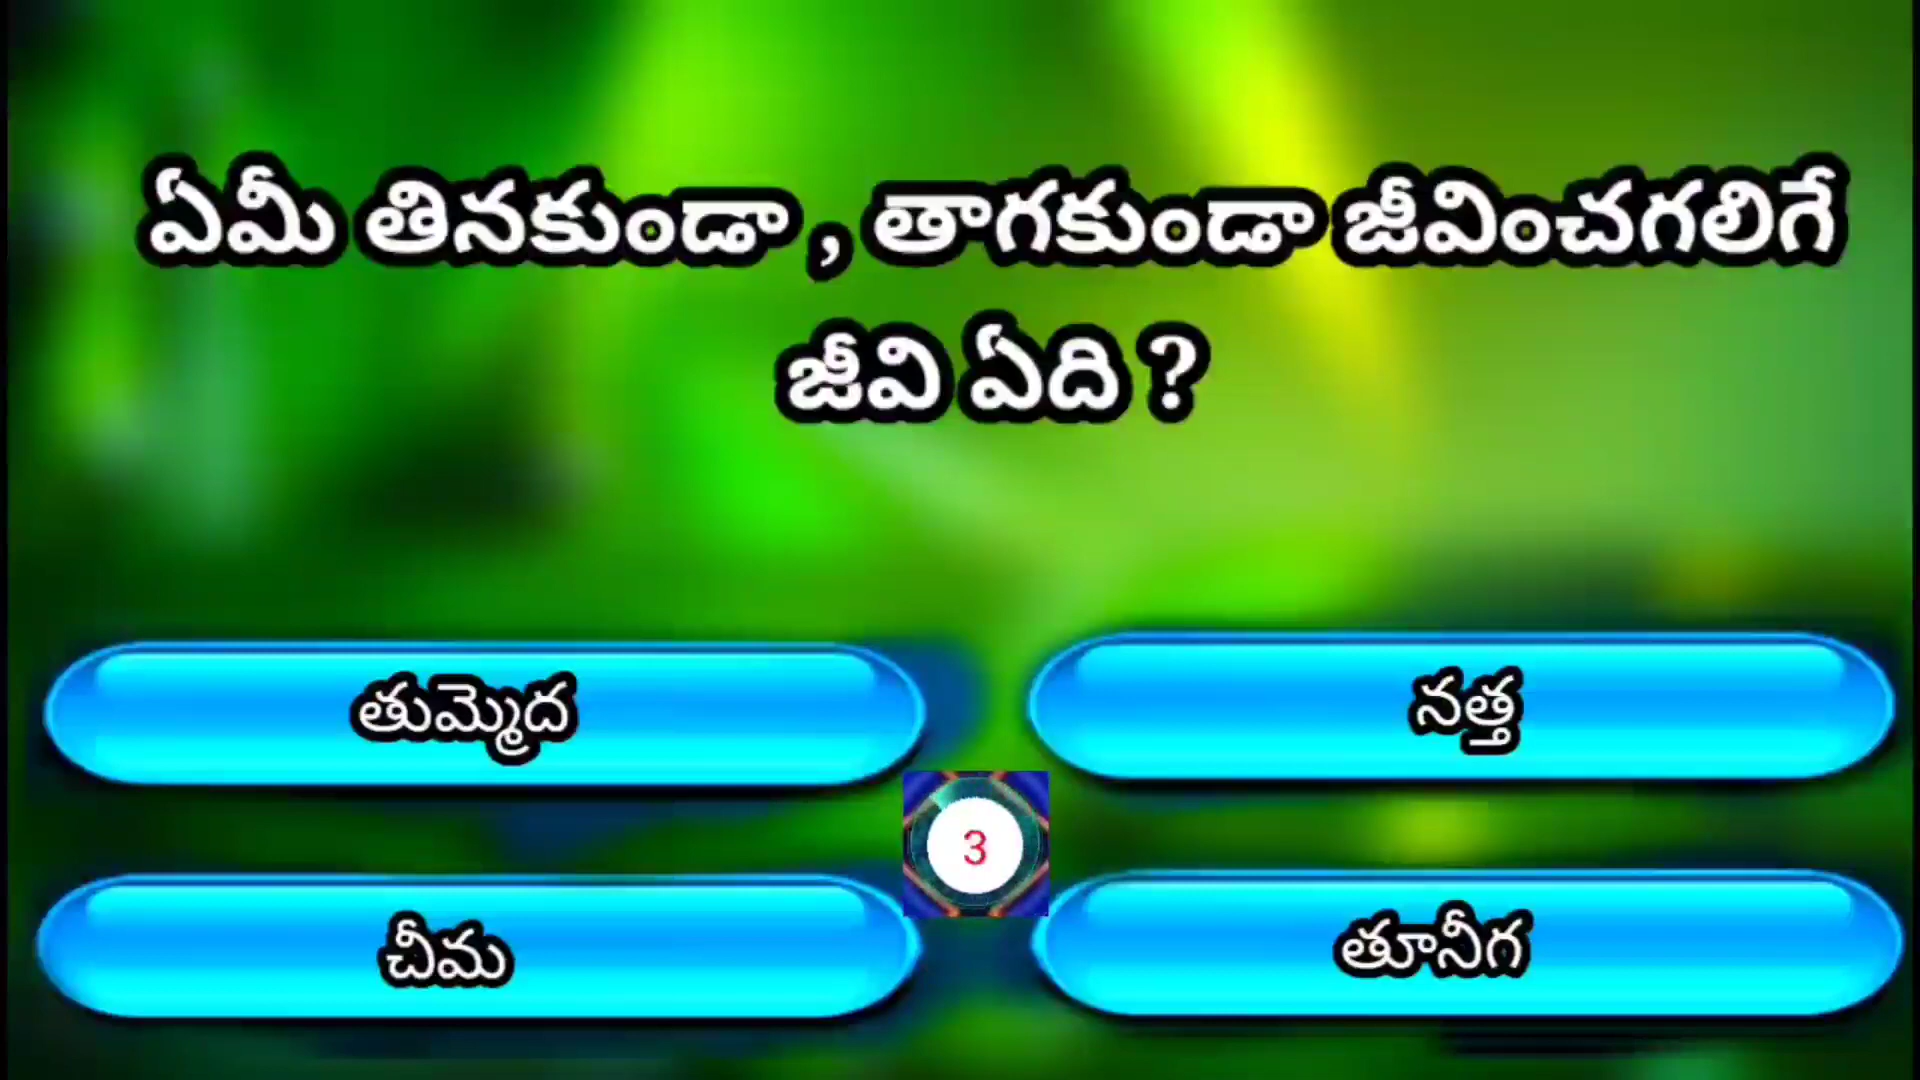 ఏమీ తినకుండా , తాగకుండా జీవించగలిగే
జీవి ఏది ?
తుమ్మెద
నత్త
3
చీమ
తూనీగ